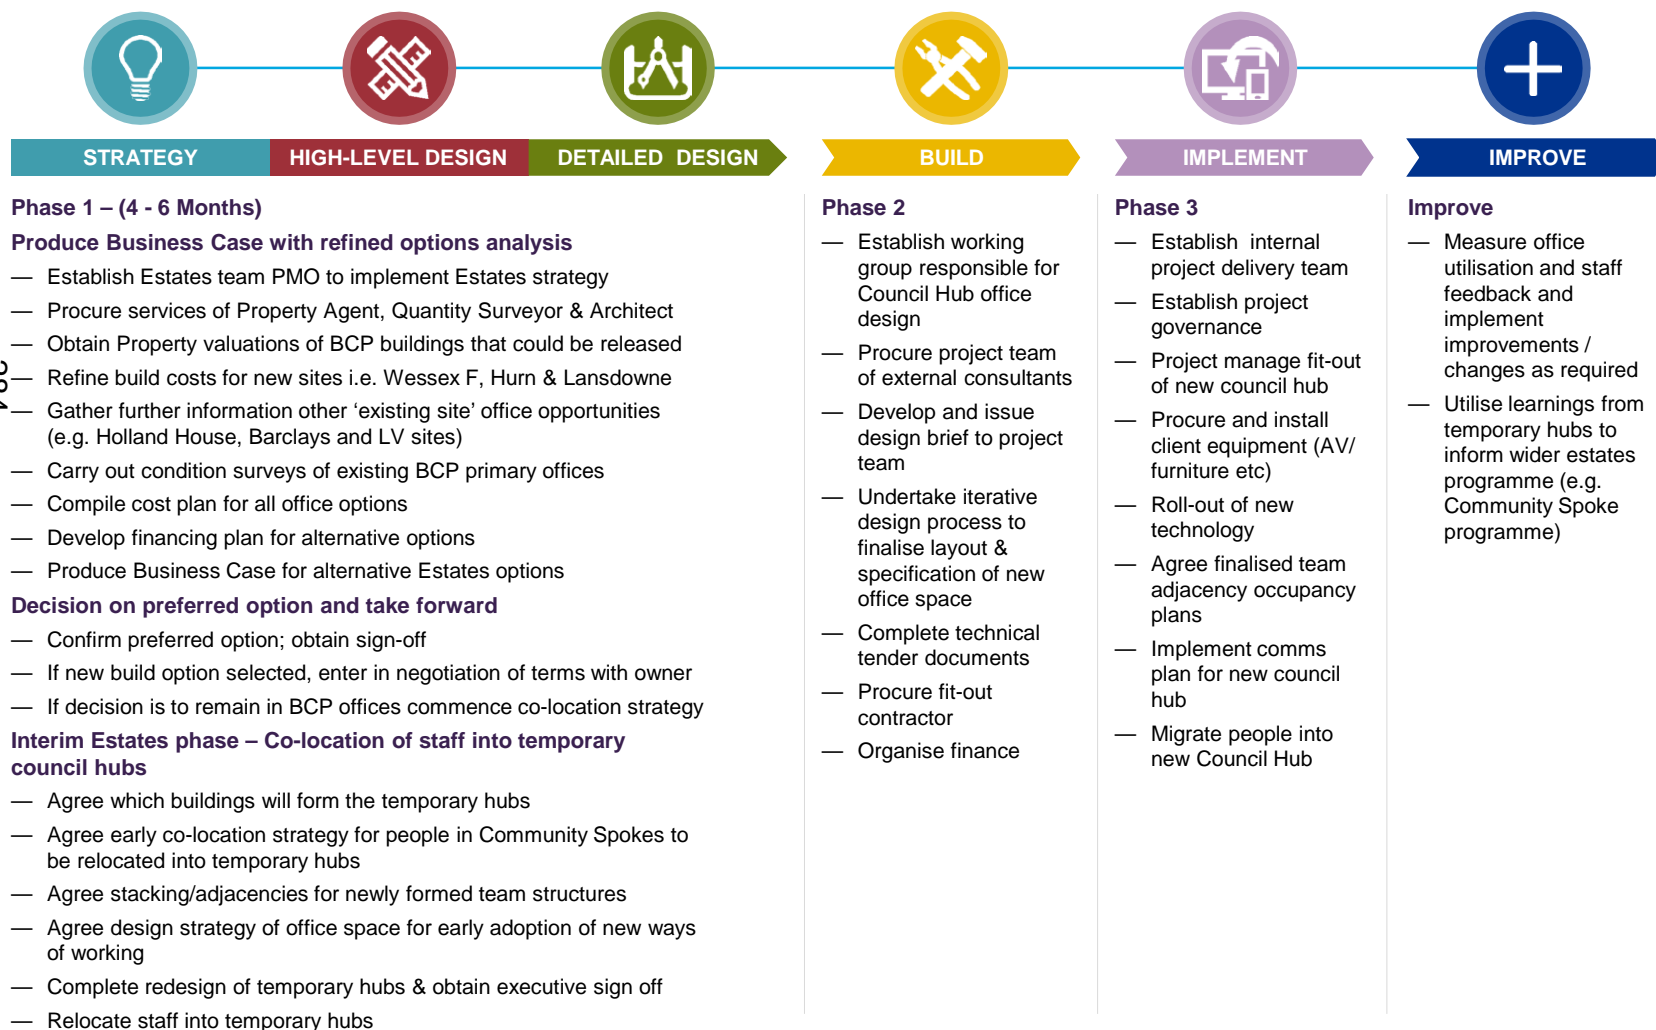 STRATEGY
HIGH-LEVEL DESIGN
DETAILED DESIGN
BUILD
IMPLEMENT
IMPROVE
Phase 1 – (4 - 6 Months)
Produce Business Case with refined options analysis
— Establish Estates team PMO to implement Estates strategy
— Procure services of Property Agent, Quantity Surveyor & Architect
— Obtain Property valuations of BCP buildings that could be released
— Refine build costs for new sites i.e. Wessex F, Hurn & Lansdowne
— Gather further information other ‘existing site’ office opportunities
(e.g. Holland House, Barclays and LV sites)
— Carry out condition surveys of existing BCP primary offices
— Compile cost plan for all office options
— Develop financing plan for alternative options
— Produce Business Case for alternative Estates options
Decision on preferred option and take forward
— Confirm preferred option; obtain sign-off
— If new build option selected, enter in negotiation of terms with owner
— If decision is to remain in BCP offices commence co-location strategy
Interim Estates phase – Co-location of staff into temporary
council hubs
— Agree which buildings will form the temporary hubs
— Agree early co-location strategy for people in Community Spokes to
be relocated into temporary hubs
— Agree stacking/adjacencies for newly formed team structures
— Agree design strategy of office space for early adoption of new ways
of working
— Complete redesign of temporary hubs & obtain executive sign off
— Relocate staff into temporary hubs
Phase 2
— Establish working
group responsible for
Council Hub office
design
— Procure project team
of external consultants
— Develop and issue
design brief to project
team
— Undertake iterative
design process to
finalise layout &
specification of new
office space
— Complete technical
tender documents
— Procure fit-out
contractor
— Organise finance
Phase 3
— Establish internal
project delivery team
— Establish project
governance
— Project manage fit-out
of new council hub
— Procure and install
client equipment (AV/
furniture etc)
— Roll-out of new
technology
— Agree finalised team
adjacency occupancy
plans
— Implement comms
plan for new council
hub
— Migrate people into
new Council Hub
Improve
— Measure office
utilisation and staff
feedback and
implement
improvements /
changes as required
— Utilise learnings from
temporary hubs to
inform wider estates
programme (e.g.
Community Spoke
programme)